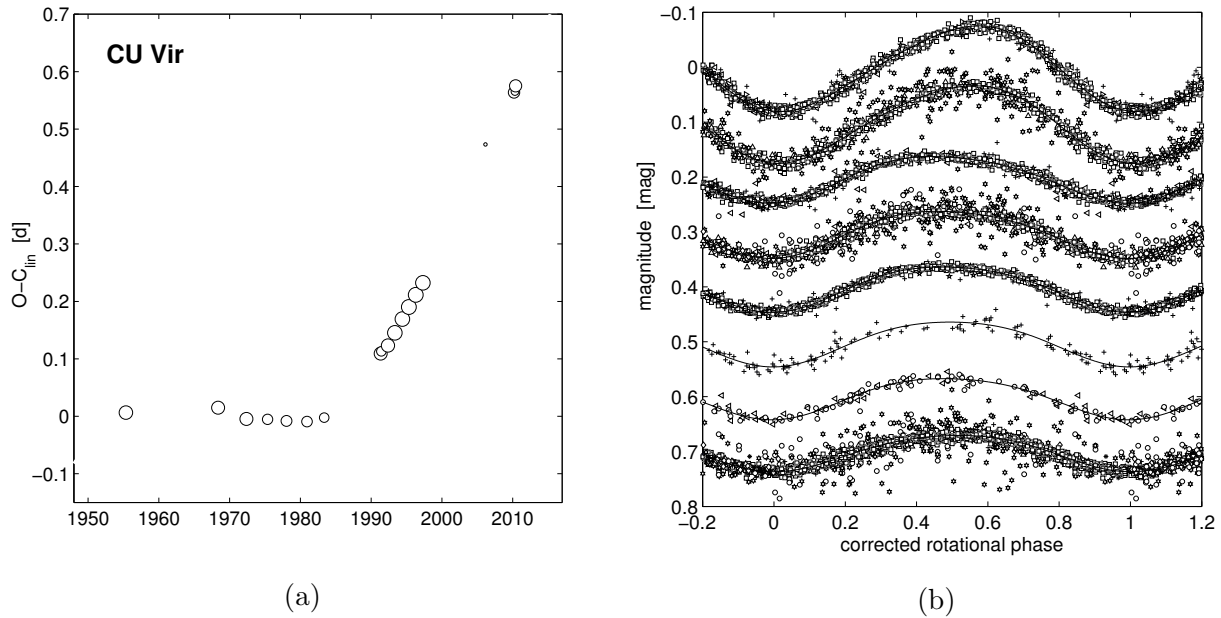 CU Vir
O−C_lin [d]
0.7
0.6
0.5
0.4
0.3
0.2
0.1
0
−0.1
1950 1960 1970 1980 1990 2000 2010
(a)
magnitude [mag]
−0.1
0
0.1
0.2
0.3
0.4
0.5
0.6
0.7
0.8
−0.2 0 0.2 0.4 0.6 0.8 1 1.2
corrected rotational phase
(b)